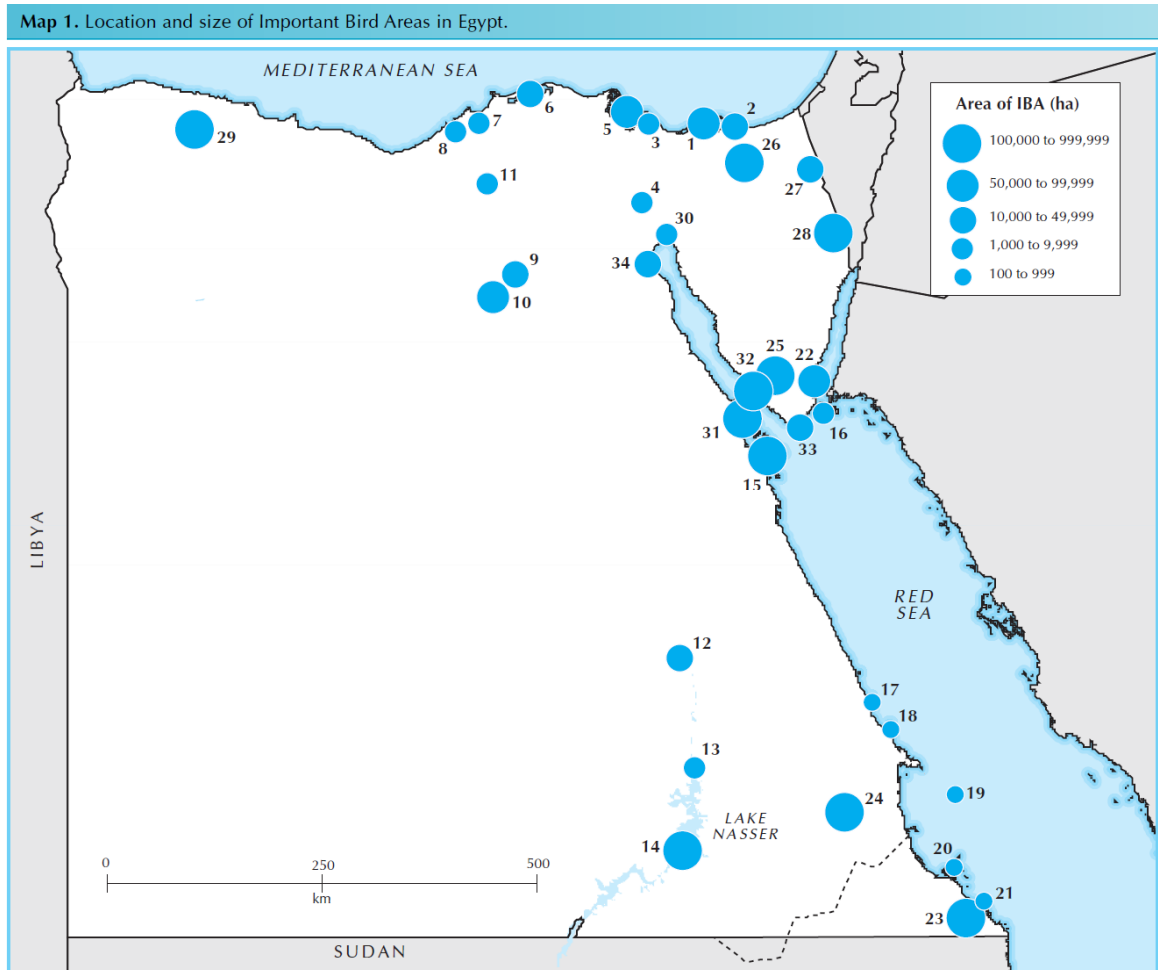 Map 1. Location and size of Important Bird Areas in Egypt.
MEDITERRANEAN SEA
Area of IBA (ha)
100,000 to 999,999
50,000 to 99,999
10,000 to 49,999
1,000 to 9,999
100 to 999
6
2
7
5
29
8
3
1
26
11
27
4
30
28
34
9
10
25
22
32
31
16
33
15
LIBYA
RED
SEA
12
17
18
13
24
19
LAKE
NASSER
14
20
0
250
500
km
21
23
SUDAN